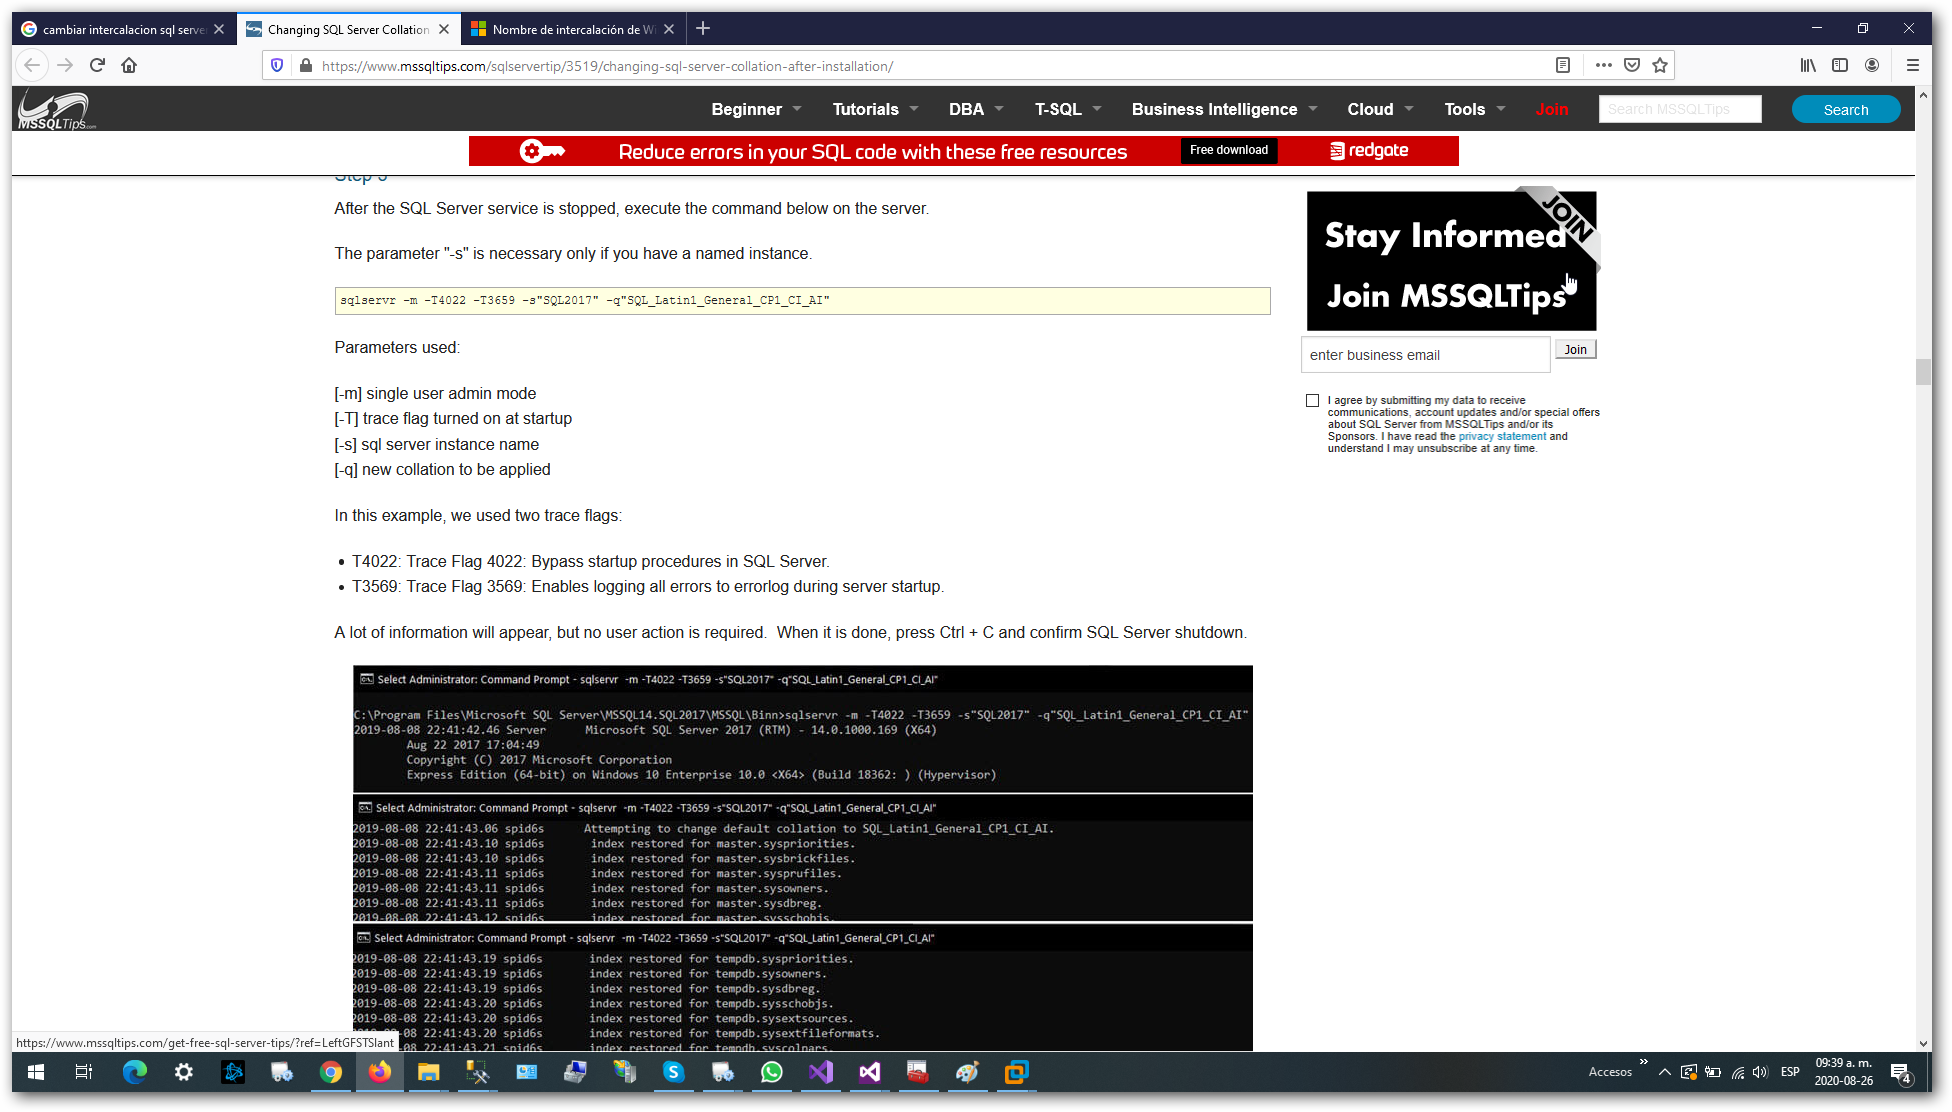 cambiar intercalacion sql serve
Changing SQL Server Collation
Nombre de intercalación de Wi
https://www.mssqltips.com/sqlservertip/3519/changing-sql-server-collation-after-installation/
MSSQLTips.com
Beginner
Tutorials
DBA
T-SQL
Business Intelligence
Cloud
Tools
Join
Search MSSQLTips
Search
Reduce errors in your SQL code with these free resources
Free download
redgate
After the SQL Server service is stopped, execute the command below on the server.
The parameter "-s" is necessary only if you have a named instance.
sqlservr -m -T4022 -T3659 -s"SQL2017" -q"SQL_Latin1_General_CP1_CI_AI"
Parameters used:
[-m] single user admin mode
[-T] trace flag turned on at startup
[-s] sql server instance name
[-q] new collation to be applied
In this example, we used two trace flags:
• T4022: Trace Flag 4022: Bypass startup procedures in SQL Server.
• T3569: Trace Flag 3569: Enables logging all errors to errorlog during server startup.
A lot of information will appear, but no user action is required.  When it is done, press Ctrl + C and confirm SQL Server shutdown.
Select Administrator: Command Prompt - sqlservr  -m -T4022 -T3659 -s"SQL2017" -q"SQL_Latin1_General_CP1_CI_AI"
C:\Program Files\Microsoft SQL Server\MSSQL14.SQL2017\MSSQL\Binn>sqlservr -m -T4022 -T3659 -s"SQL2017" -q"SQL_Latin1_General_CP1_CI_AI"
2019-08-08 22:41:42.46 Server      Microsoft SQL Server 2017 (RTM) - 14.0.1000.169 (X64)
Aug 22 2017 17:04:49
Copyright (C) 2017 Microsoft Corporation
Express Edition (64-bit) on Windows 10 Enterprise 10.0 <X64> (Build 18362: ) (Hypervisor)
Select Administrator: Command Prompt - sqlservr  -m -T4022 -T3659 -s"SQL2017" -q"SQL_Latin1_General_CP1_CI_AI"
2019-08-08 22:41:43.06 spid6s      Attempting to change default collation to SQL_Latin1_General_CP1_CI_AI.
2019-08-08 22:41:43.10 spid6s       index restored for master.syspriorities.
2019-08-08 22:41:43.10 spid6s       index restored for master.sysbrickfiles.
2019-08-08 22:41:43.11 spid6s       index restored for master.sysprufiles.
2019-08-08 22:41:43.11 spid6s       index restored for master.sysowners.
2019-08-08 22:41:43.11 spid6s       index restored for master.sysdbreg.
2019-08-08 22:41:43.12 spid6s       index restored for master.sysschobjs.
Select Administrator: Command Prompt - sqlservr  -m -T4022 -T3659 -s"SQL2017" -q"SQL_Latin1_General_CP1_CI_AI"
2019-08-08 22:41:43.19 spid6s       index restored for tempdb.syspriorities.
2019-08-08 22:41:43.19 spid6s       index restored for tempdb.sysowners.
2019-08-08 22:41:43.19 spid6s       index restored for tempdb.sysdbreg.
2019-08-08 22:41:43.20 spid6s       index restored for tempdb.sysschobjs.
2019-08-08 22:41:43.20 spid6s       index restored for tempdb.sysextsources.
2019-08-08 22:41:43.20 spid6s       index restored for tempdb.sysextfileformats.
43.21 spid6s       index restored for tempdb.syscolpars.
JOIN
Stay Informed
Join MSSQLTips
enter business email
Join
I agree by submitting my data to receive
communications, account updates and/or special offers
about SQL Server from MSSQLTips and/or its
Sponsors. I have read the privacy statement and
understand I may unsubscribe at any time.
https://www.mssqltips.com/get-free-sql-server-tips/?ref=LeftGFSTSlant
Accesos
ESP
09:39 a. m.
2020-08-26
4